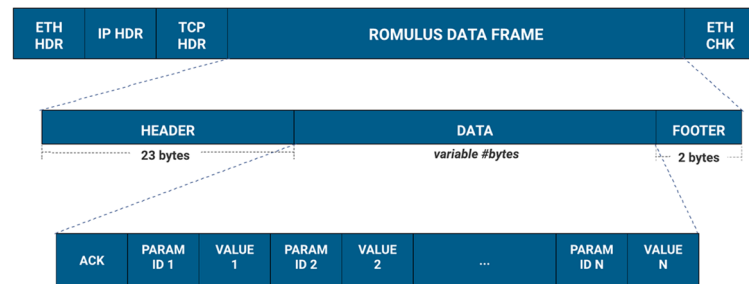 ETH
HDR
IP HDR
TCP
HDR
ROMULUS DATA FRAME
ETH
CHK
HEADER
DATA
FOOTER
23 bytes
variable #bytes
2 bytes
ACK
PARAM
ID 1
VALUE
1
PARAM
ID 2
VALUE
2
...
PARAM
ID N
VALUE
N